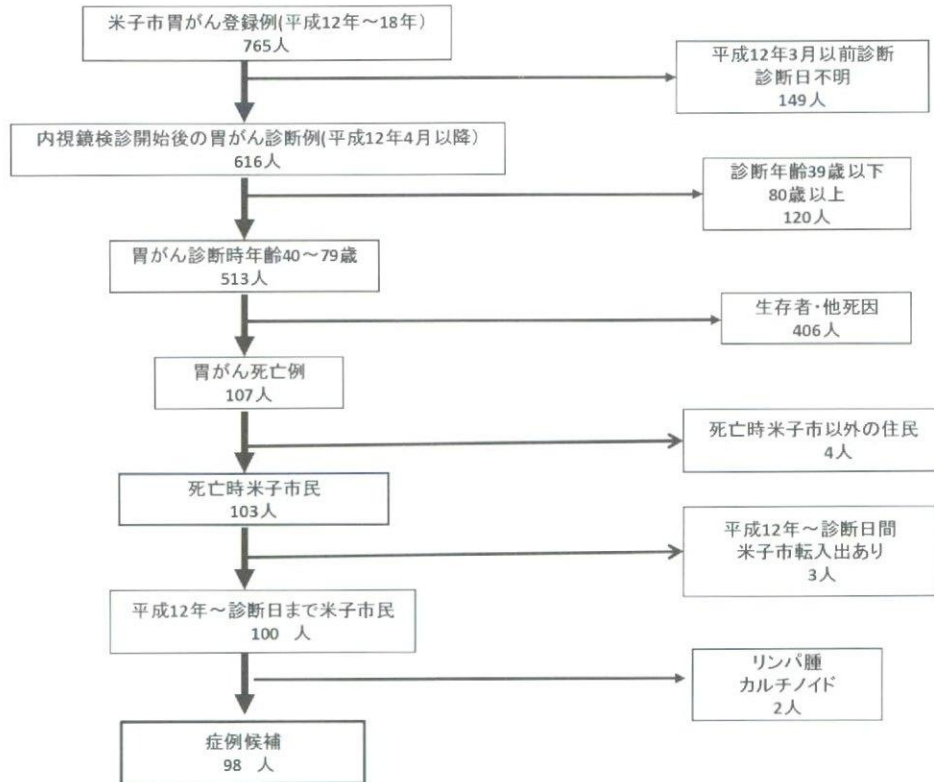 米子市胃がん登録例(平成12年～18年)
765人
平成12年3月以前診断
診断日不明
149人
内視鏡検診開始後の胃がん診断例(平成12年4月以降)
616人
診断年齢39歳以下
80歳以上
120人
胃がん診断時年齢40～79歳
513人
生存者・他死因
406人
胃がん死亡例
107人
死亡時米子市以外の住民
4人
死亡時米子市民
103人
平成12年～診断日間
米子市転入出あり
3人
平成12年～診断日まで米子市民
100 人
リンパ腫
カルチノイド
2人
症例候補
98 人